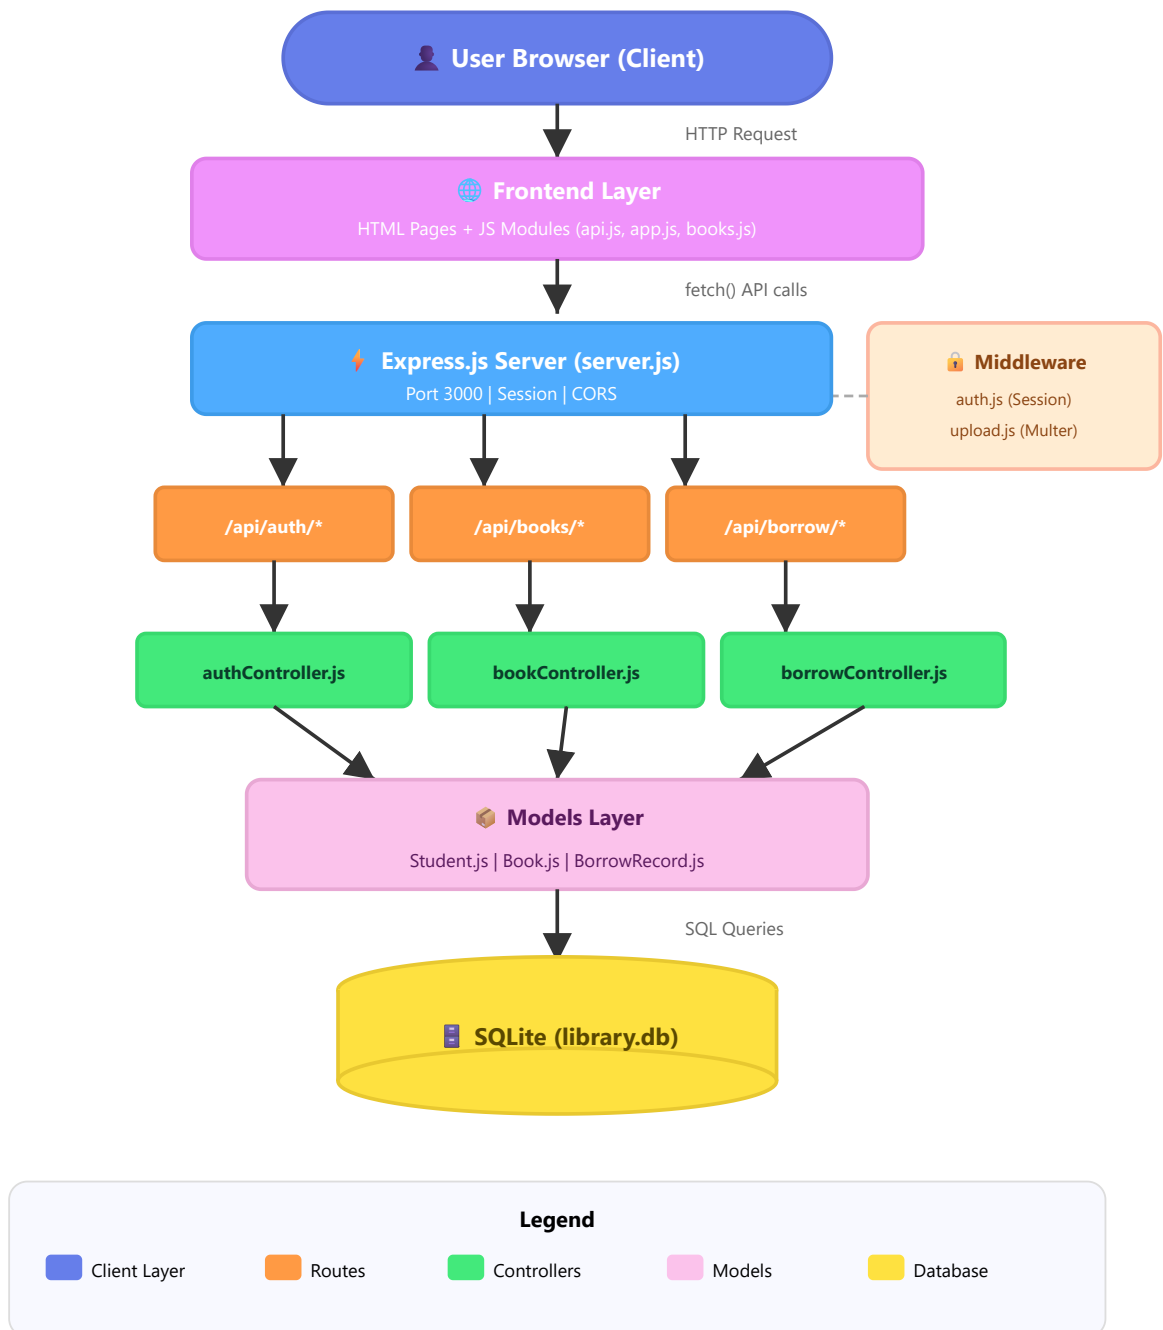 User Browser (Client)
HTTP Request
Frontend Layer
HTML Pages + JS Modules (api.js, app.js, books.js)
fetch() API calls
Express.js Server (server.js)
Port 3000 | Session | CORS
Middleware
auth.js (Session)
upload.js (Multer)
/api/auth/*
/api/books/*
/api/borrow/*
authController.js
bookController.js
borrowController.js
Models Layer
Student.js | Book.js | BorrowRecord.js
SQL Queries
SQLite (library.db)
Legend
Client Layer
Routes
Controllers
Models
Database